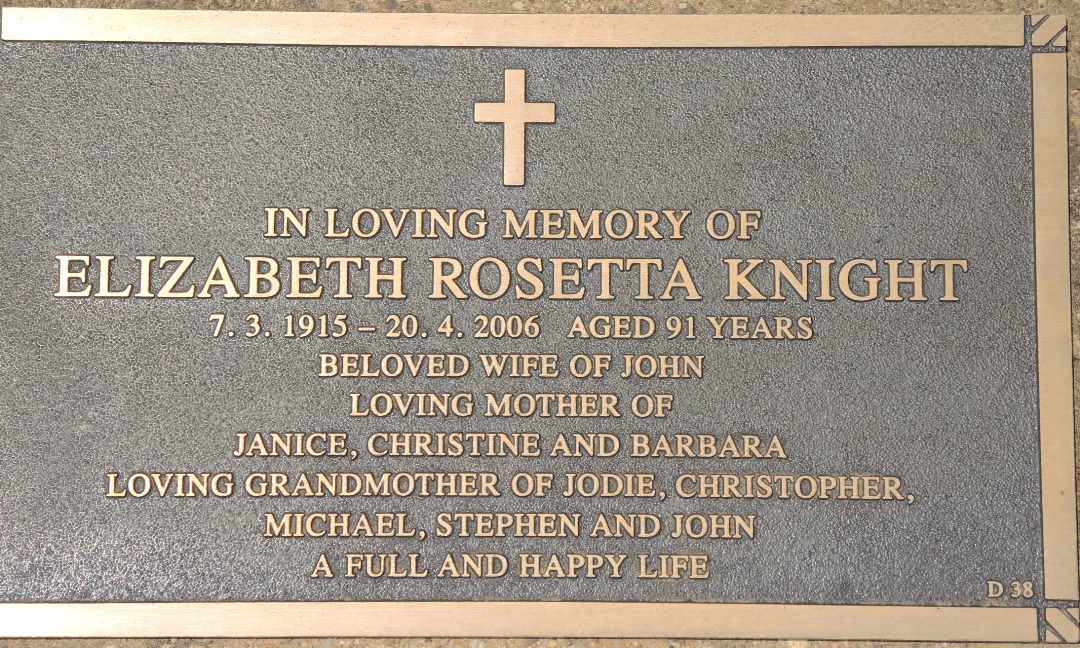 IN LOVING MEMORY OF
ELIZABETH ROSETTA KNIGHT
7. 3. 1915 – 20. 4. 2006 AGED 91 YEARS
BELOVED WIFE OF JOHN
LOVING MOTHER OF
JANICE, CHRISTINE AND BARBARA
LOVING GRANDMOTHER OF JODIE, CHRISTOPHER,
MICHAEL, STEPHEN AND JOHN
A FULL AND HAPPY LIFE
D 38